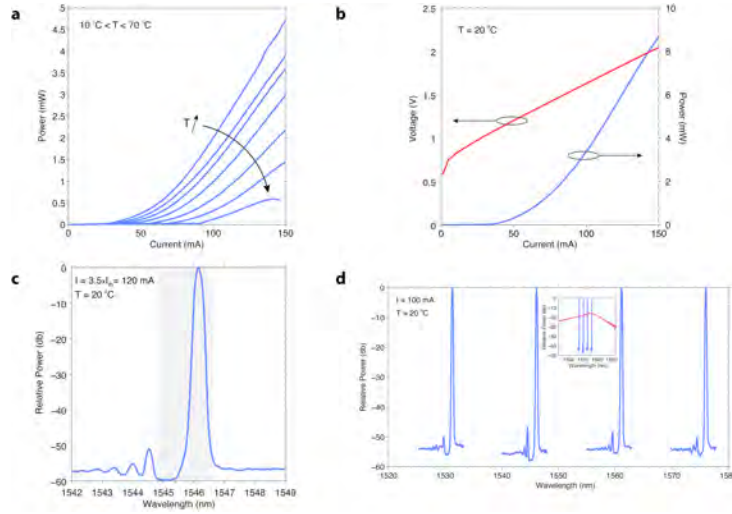 a
10 °C < T < 70 °C
5
4.5
4
3.5
3
2.5
2
1.5
1
0.5
0
0 50 100 150
Power (mW)
Current (mA)
T
b
T = 20 °C
2.5
2
1.5
1
0.5
0
10
8
6
4
2
0
0 50 100 150
Voltage (V)
Power (mW)
Current (mA)
c
I = 3.5×Ith= 120 mA
T = 20 °C
0
−10
−20
−30
−40
−50
−60
1542 1543 1544 1545 1546 1547 1548 1549
Relative Power (db)
Wavelength (nm)
d
I = 100 mA
T = 20 °C
0
−10
−20
−30
−40
−50
−60
1520 1530 1540 1550 1560 1570 1580
Relative Power (db)
Wavelength (nm)
Wavelength (nm)